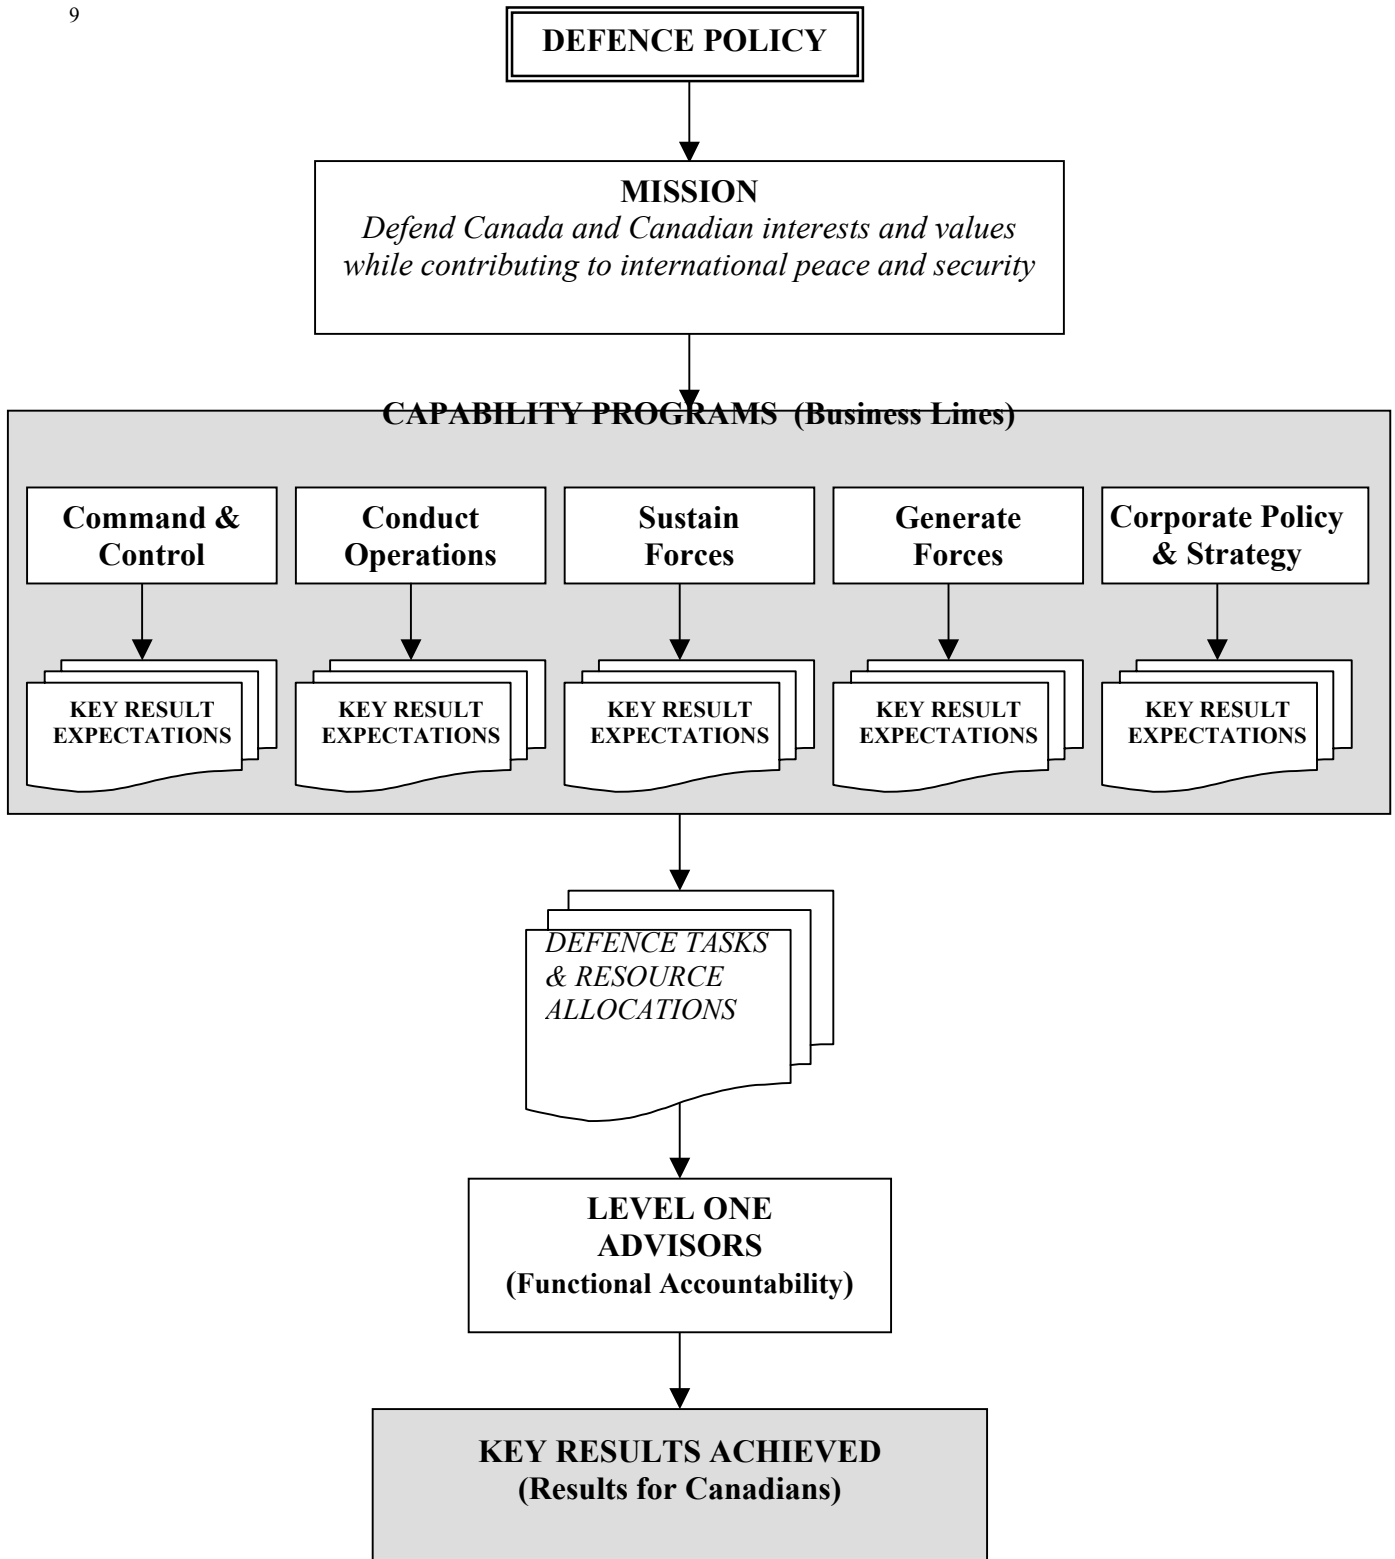 9
DEFENCE POLICY
MISSION
Defend Canada and Canadian interests and values
while contributing to international peace and security
CAPABILITY PROGRAMS (Business Lines)
Command &
Control
Conduct
Operations
Sustain
Forces
Generate
Forces
Corporate Policy
& Strategy
KEY RESULT
EXPECTATIONS
KEY RESULT
EXPECTATIONS
KEY RESULT
EXPECTATIONS
KEY RESULT
EXPECTATIONS
KEY RESULT
EXPECTATIONS
DEFENCE TASKS
& RESOURCE
ALLOCATIONS
LEVEL ONE
ADVISORS
(Functional Accountability)
KEY RESULTS ACHIEVED
(Results for Canadians)